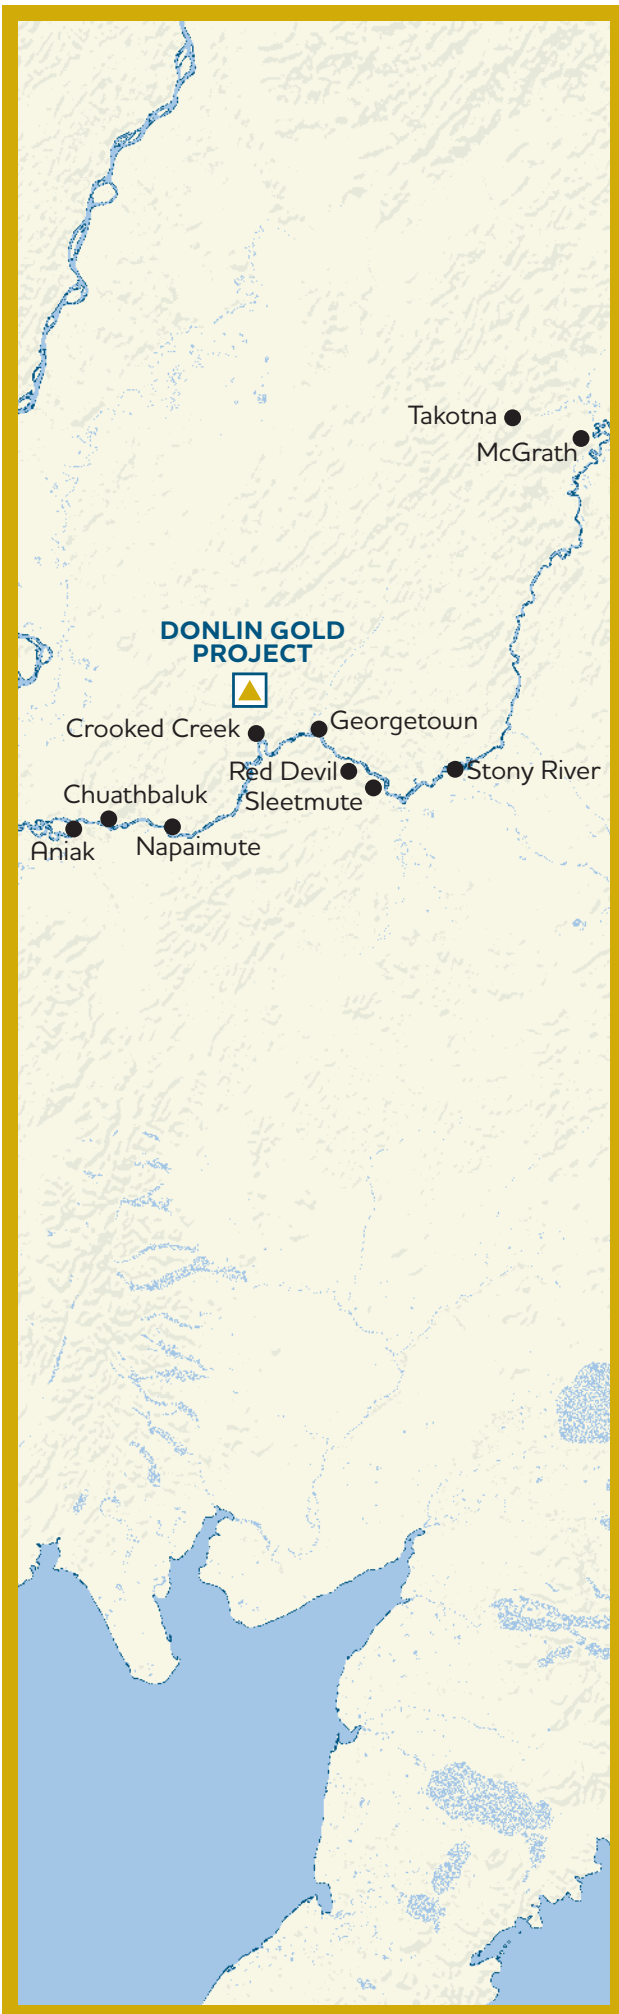 Takotna
McGrath
DONLIN GOLD
PROJECT
Georgetown
Crooked Creek
Red Devil
Stony River
Sleetmute
Chuathbaluk
Napaimute
Aniak